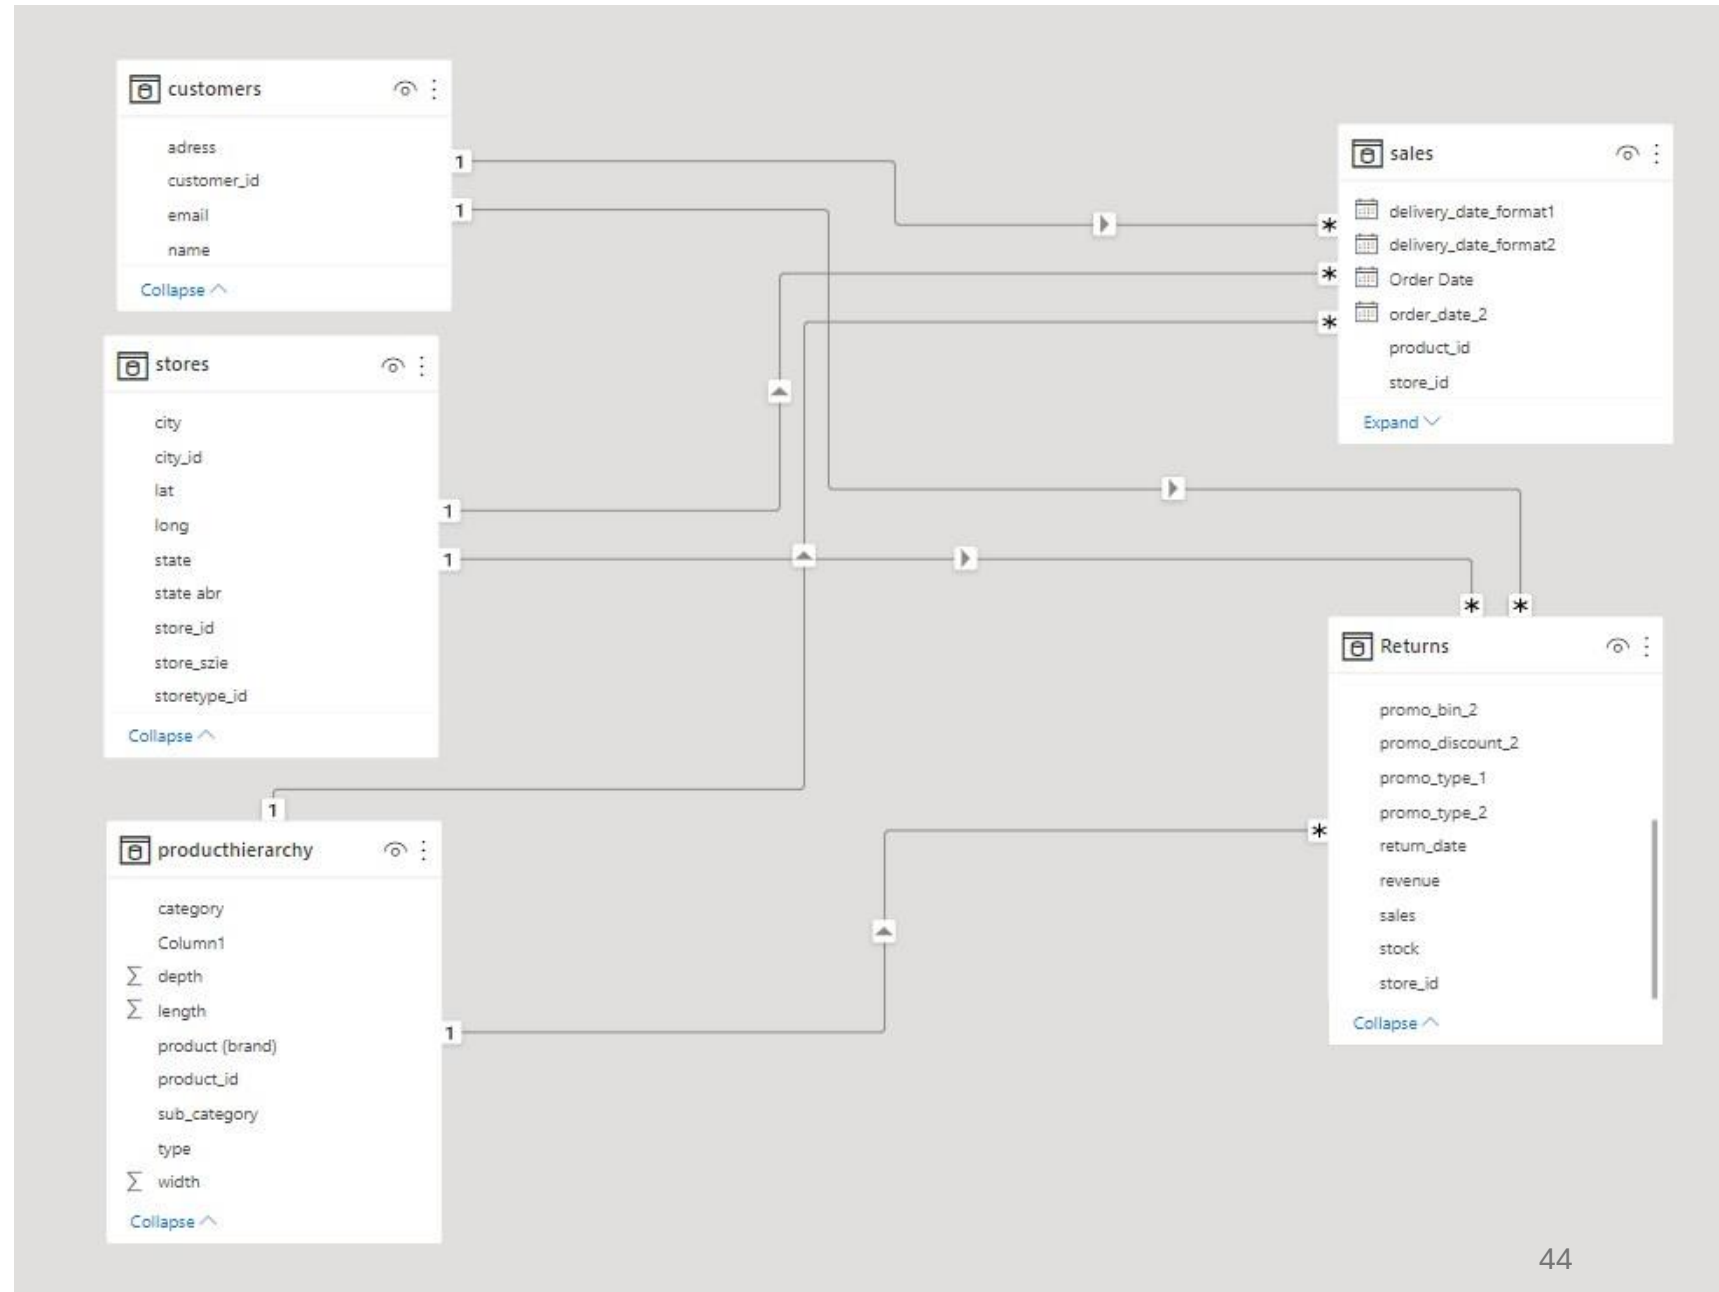 customers
adress
customer_id
email
name
Collapse
1
1
stores
city
city_id
lat
long
state
state abr
store_id
store_szie
storetype_id
Collapse
1
1
1
producthierarchy
category
Column1
Σ depth
Σ length
product (brand)
product_id
sub_category
type
Σ width
Collapse
1
sales
delivery_date_format1
delivery_date_format2
Order Date
order_date_2
product_id
store_id
Expand
*
*
*
* *
Returns
promo_bin_2
promo_discount_2
promo_type_1
promo_type_2
return_date
revenue
sales
stock
store_id
Collapse
*
44